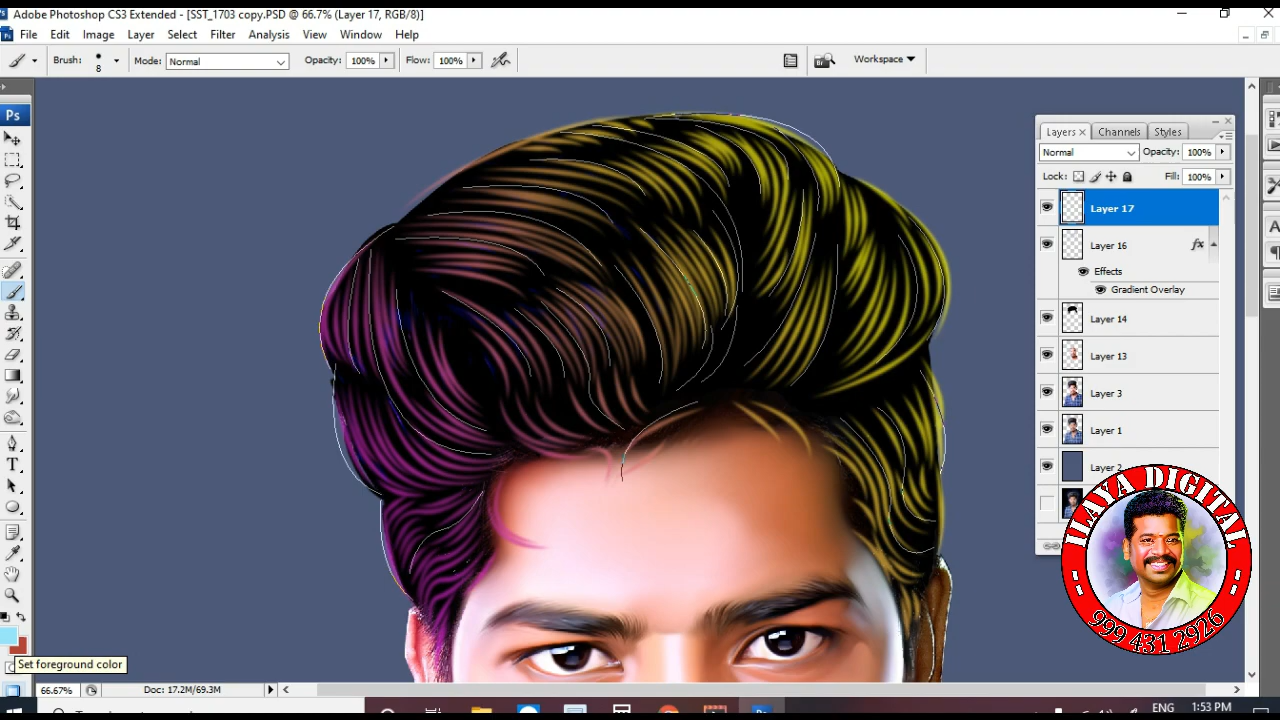 Adobe Photoshop CS3 Extended - [SST_1703 copy.PSD @ 66.7% (Layer 17, RGB/8)]
File Edit Image Layer Select Filter Analysis View Window Help
Brush: 8 Mode: Normal Opacity: 100% Flow: 100% Workspace
Ps
Layers Channels Styles
Normal Opacity: 100%
Lock: Fill: 100%
Layer 17
Layer 16 fx
Effects
Gradient Overlay
Layer 14
Layer 13
Layer 3
Layer 1
Layer 2
ILAYA DIGITAL
999 431 2926
Set foreground color
66.67% Doc: 17.2M/69.3M
ENG 1:53 PM